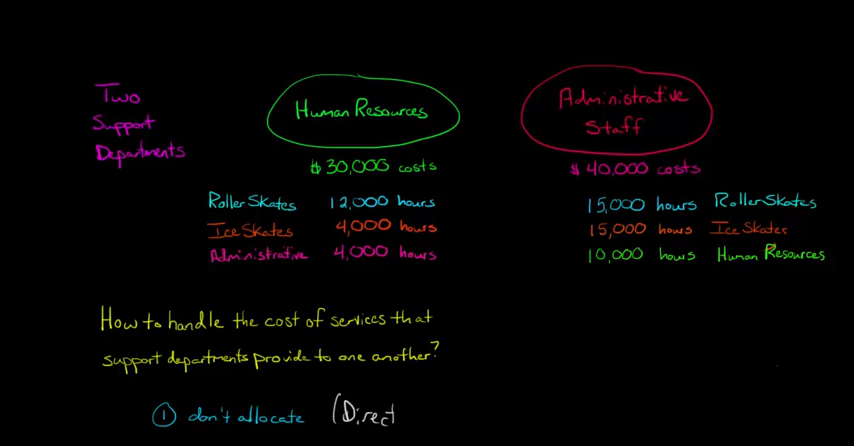 Two
Support
Departments
Human Resources
Administrative
Staff
$30,000 costs
$40,000 costs
Roller Skates 12,000 hours
15,000 hours Roller Skates
Ice Skates 4,000 hours
15,000 hours Ice Skates
Administrative 4,000 hours
10,000 hours Human Resources
How to handle the cost of services that
support departments provide to one another?
1 don't allocate (Direct